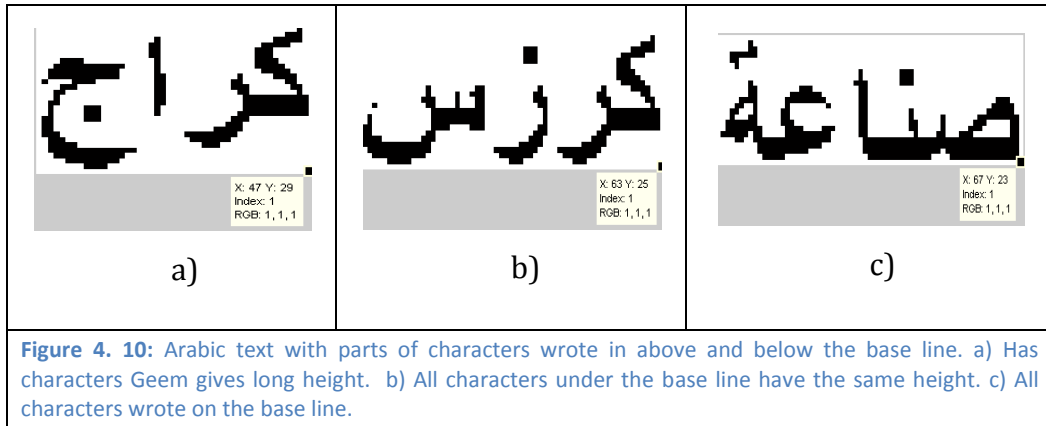 كراج
X: 47 Y: 29
Index: 1
RGB: 1, 1, 1
a)
كرزس
X: 63 Y: 25
Index: 1
RGB: 1, 1, 1
b)
صناعة
X: 67 Y: 23
Index: 1
RGB: 1, 1, 1
c)
Figure 4. 10: Arabic text with parts of characters wrote in above and below the base line. a) Has
characters Geem gives long height. b) All characters under the base line have the same height. c) All
characters wrote on the base line.